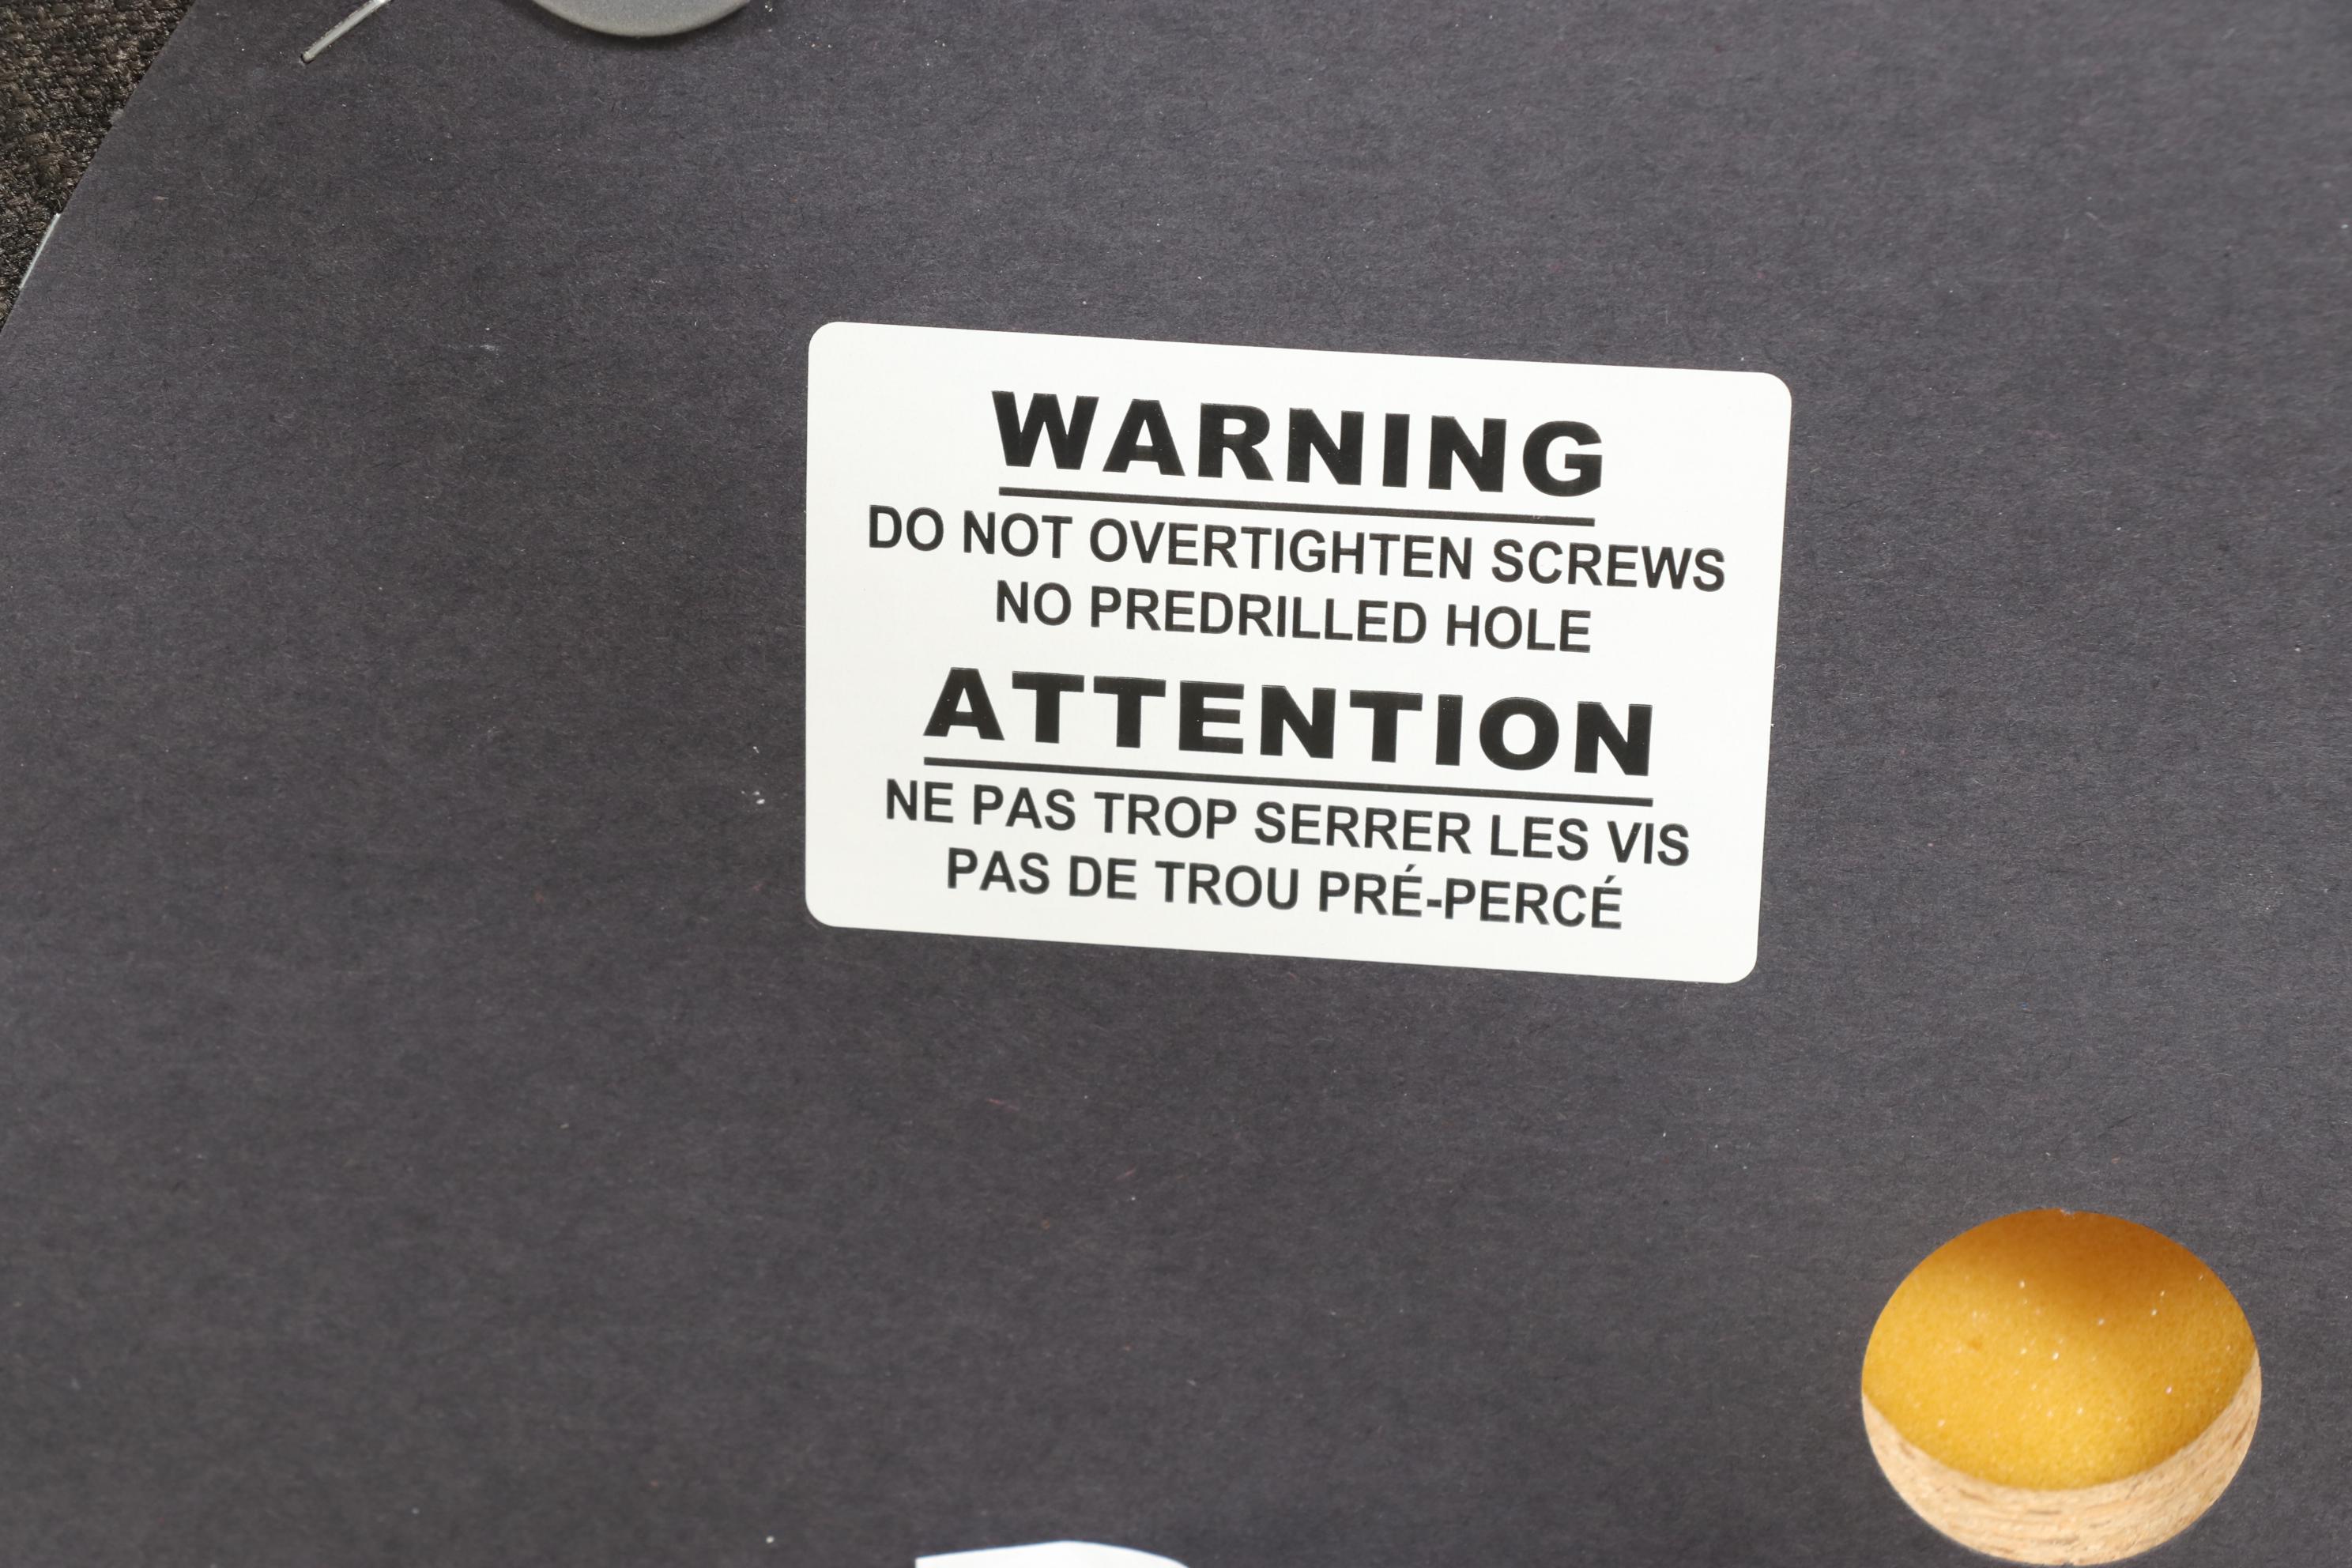 WARNING
DO NOT OVERTIGHTEN SCREWS
NO PREDRILLED HOLE
ATTENTION
NE PAS TROP SERRER LES VIS
PAS DE TROU PRÉ-PERCÉ